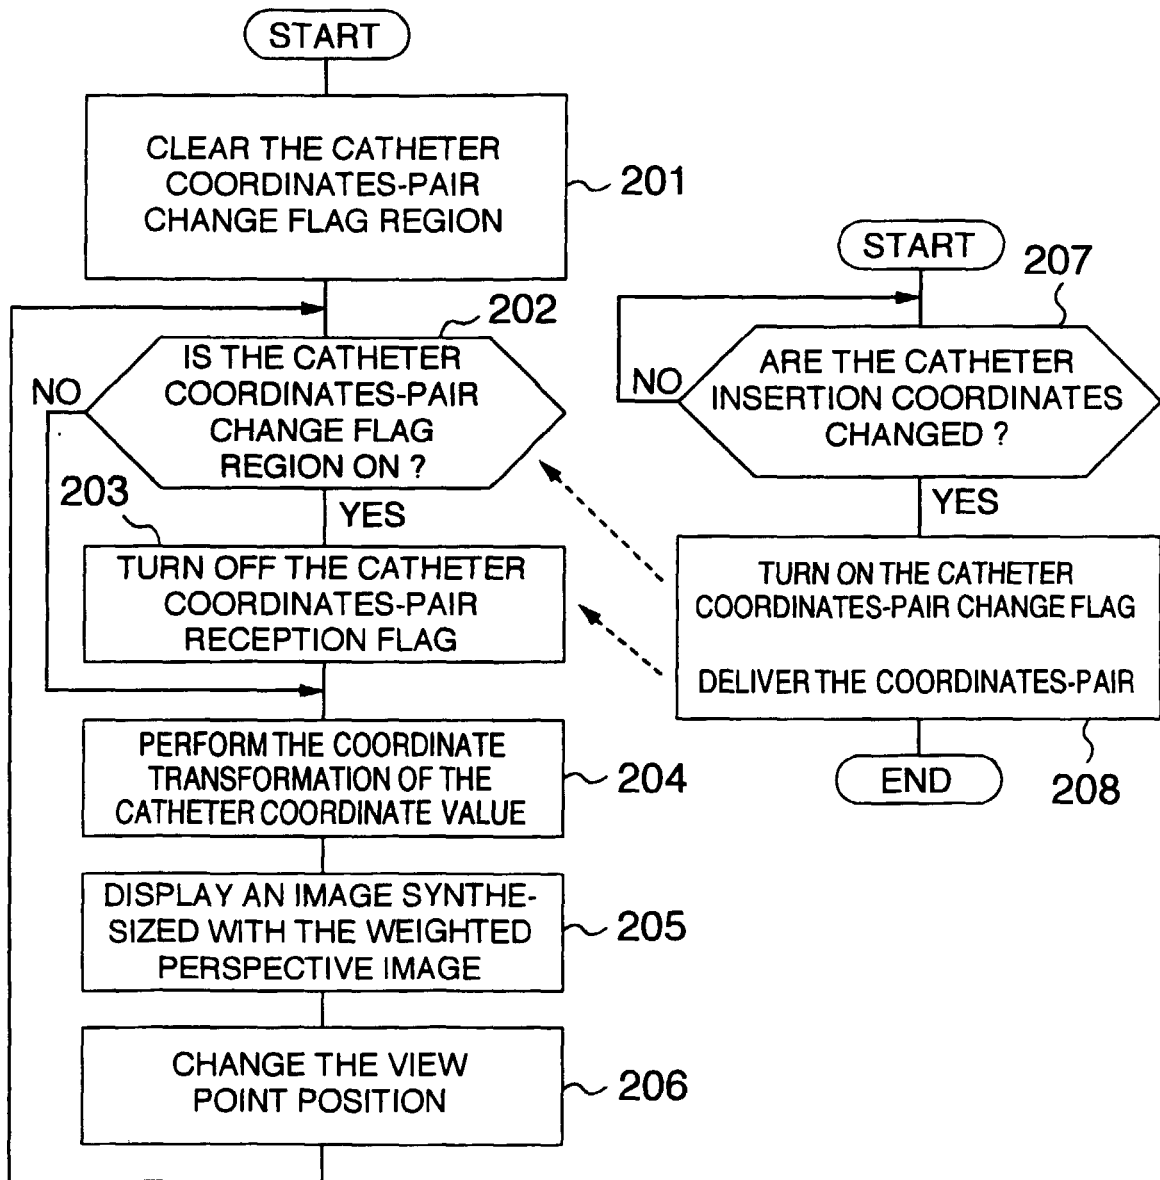 START
CLEAR THE CATHETER
COORDINATES-PAIR
CHANGE FLAG REGION
201
202
IS THE CATHETER
COORDINATES-PAIR
CHANGE FLAG
REGION ON ?
NO
YES
203
TURN OFF THE CATHETER
COORDINATES-PAIR
RECEPTION FLAG
PERFORM THE COORDINATE
TRANSFORMATION OF THE
CATHETER COORDINATE VALUE
204
DISPLAY AN IMAGE SYNTHE-
SIZED WITH THE WEIGHTED
PERSPECTIVE IMAGE
205
CHANGE THE VIEW
POINT POSITION
206
START
207
ARE THE CATHETER
INSERTION COORDINATES
CHANGED ?
NO
YES
TURN ON THE CATHETER
COORDINATES-PAIR CHANGE FLAG
DELIVER THE COORDINATES-PAIR
208
END